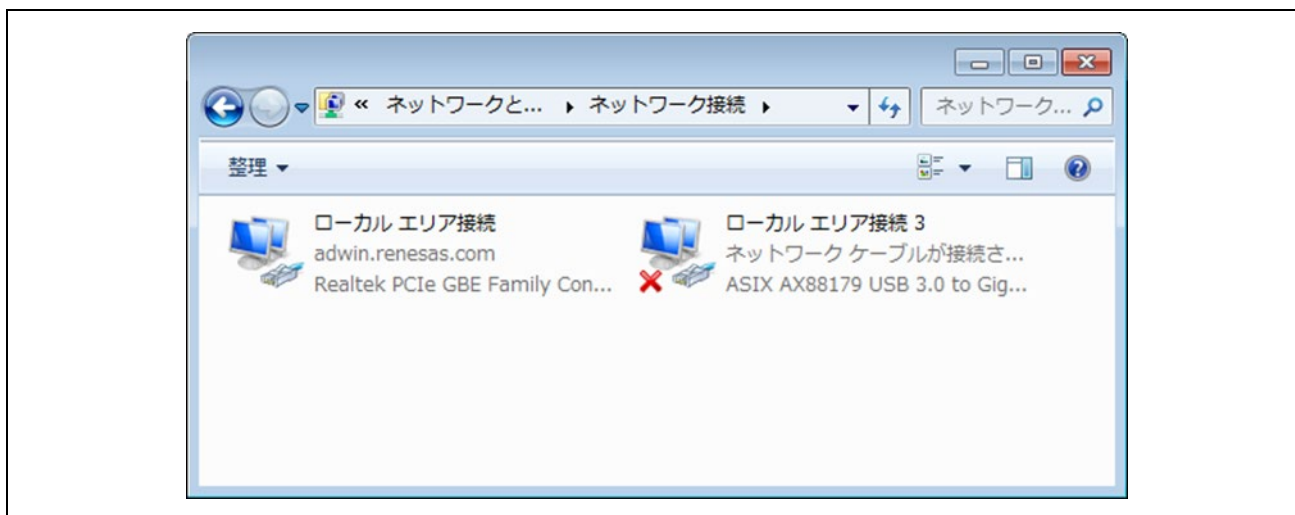 « ネットワークと... ▸ ネットワーク接続 ▸
ネットワーク...
整理 ▼
ローカル エリア接続
adwin.renesas.com
Realtek PCIe GBE Family Con...
ローカル エリア接続 3
ネットワーク ケーブルが接続さ...
ASIX AX88179 USB 3.0 to Gig...